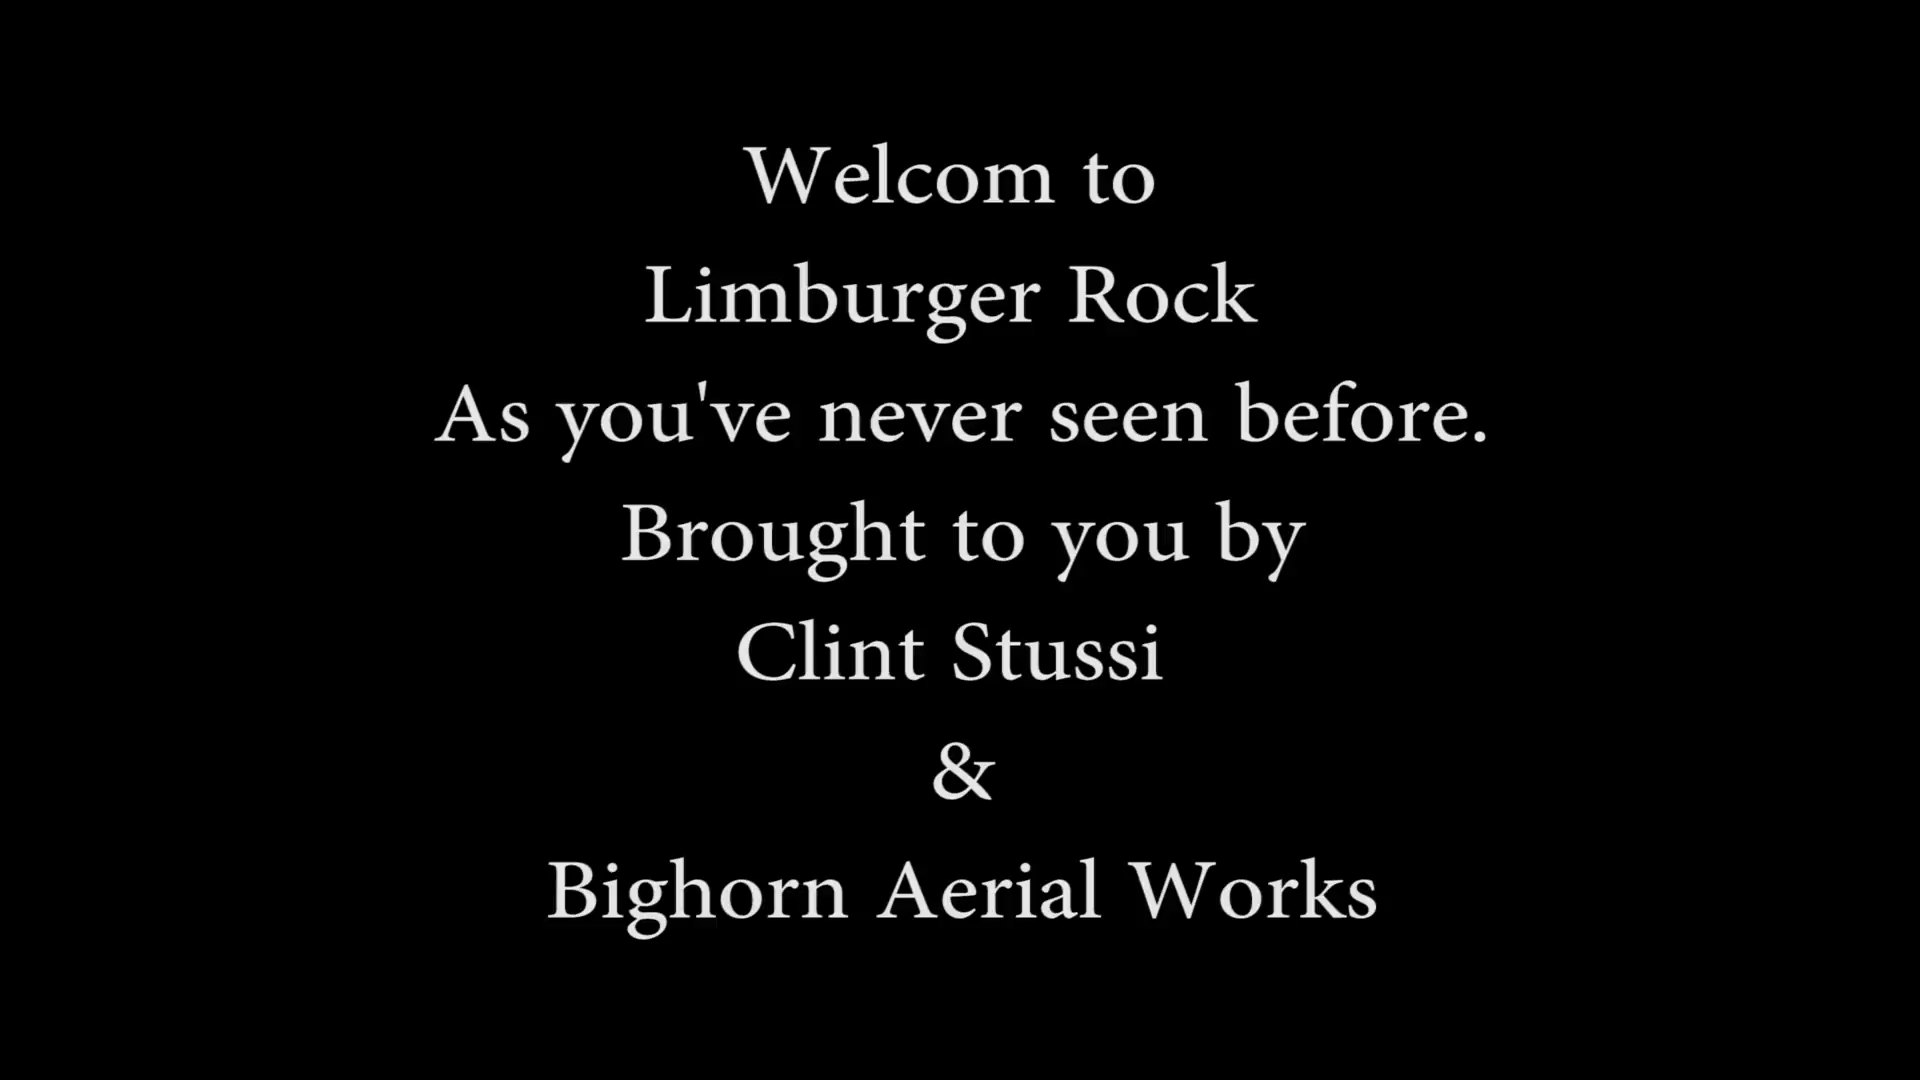 Welcom to
Limburger Rock
As you've never seen before.
Brought to you by
Clint Stussi
&
Bighorn Aerial Works